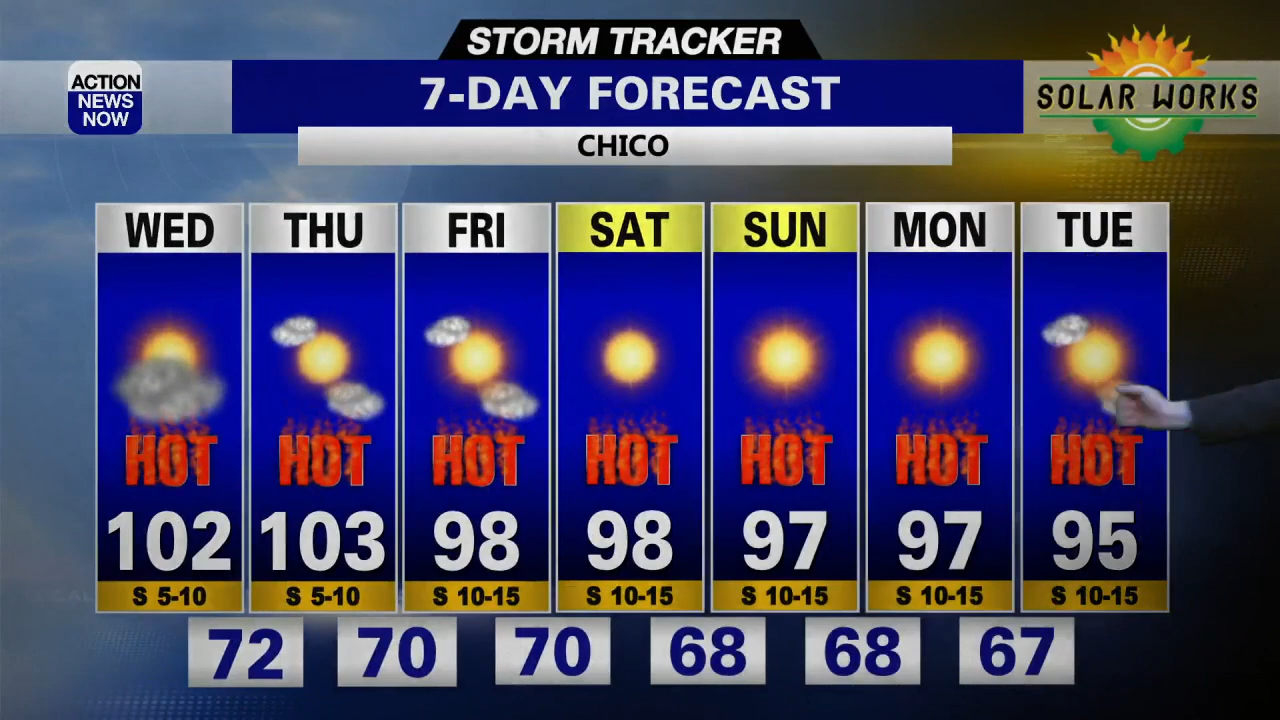 STORM TRACKER
ACTION
NEWS
NOW
7-DAY FORECAST
SOLAR WORKS
CHICO
WED THU FRI SAT SUN MON TUE
HOT HOT HOT HOT HOT HOT HOT
102 103 98 98 97 97 95
S 5-10 S 5-10 S 10-15 S 10-15 S 10-15 S 10-15 S 10-15
72 70 70 68 68 67